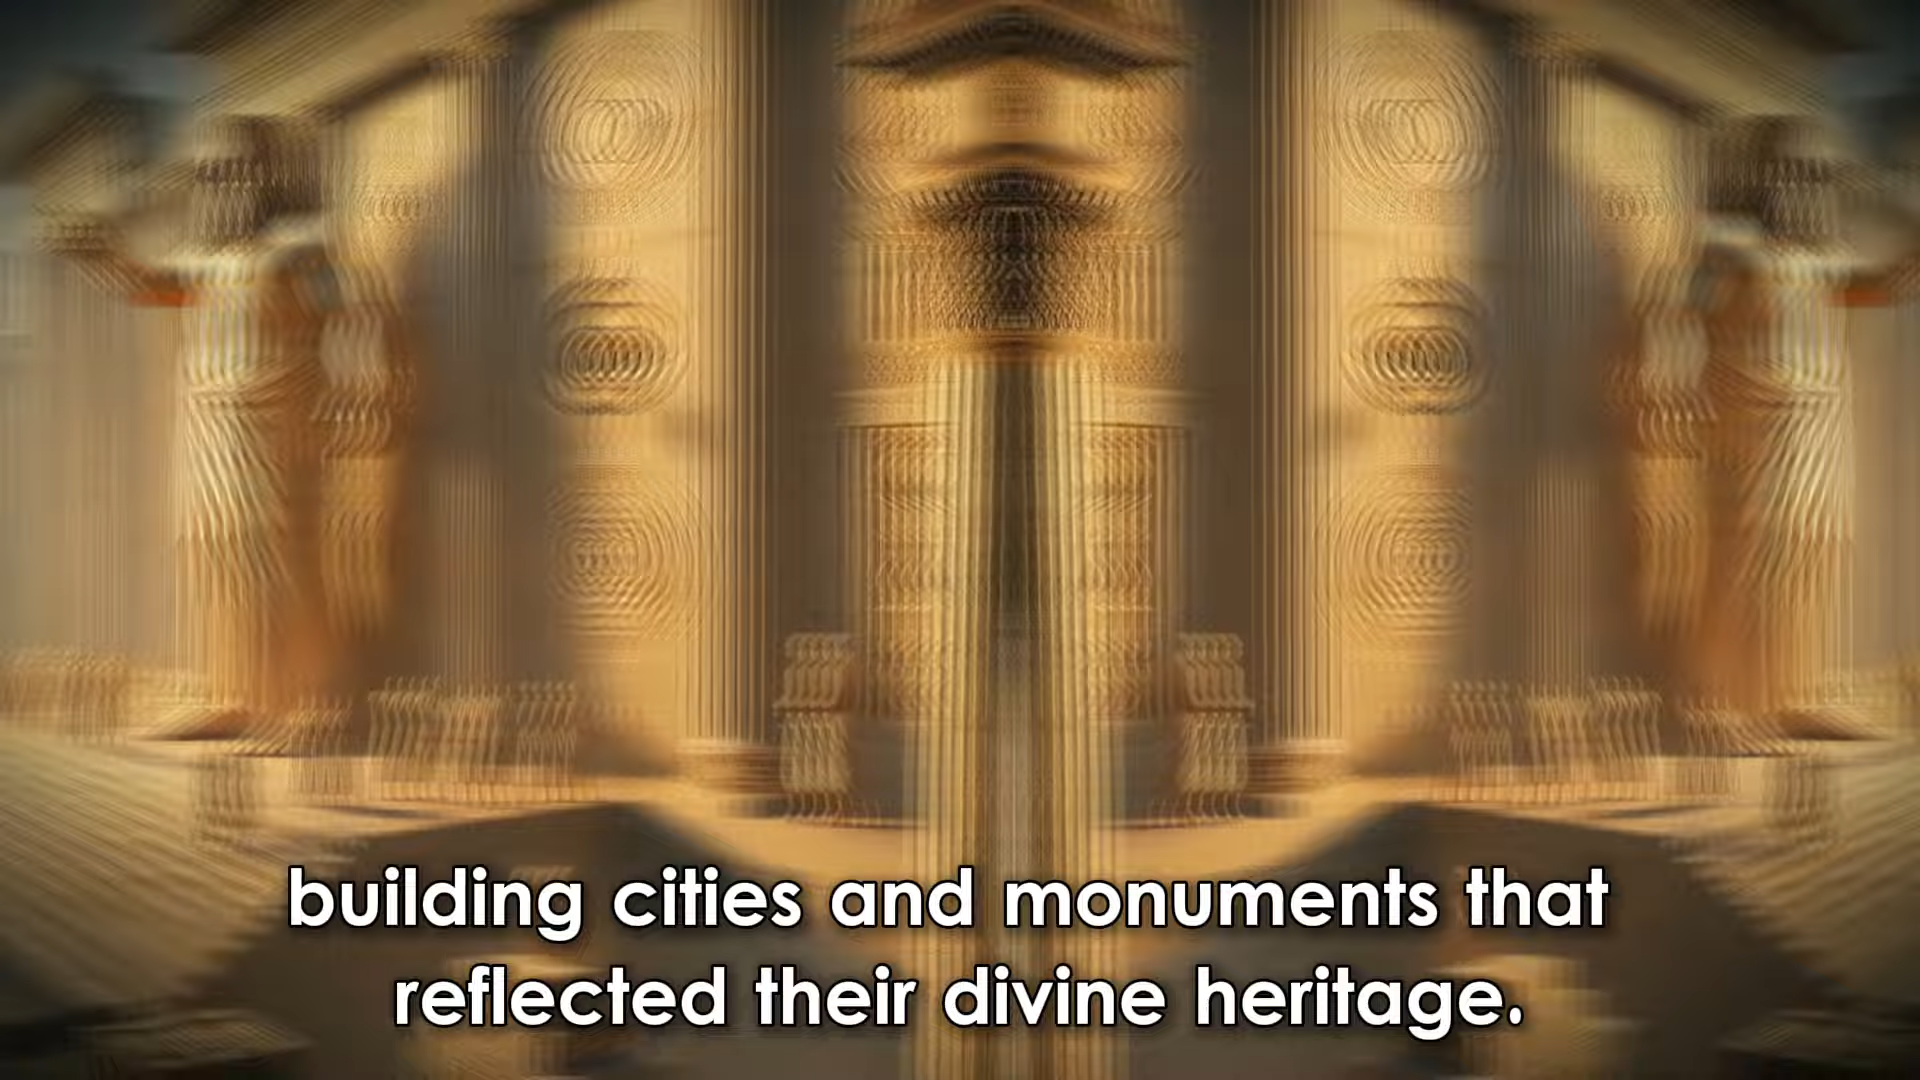 building cities and monuments that
reflected their divine heritage.